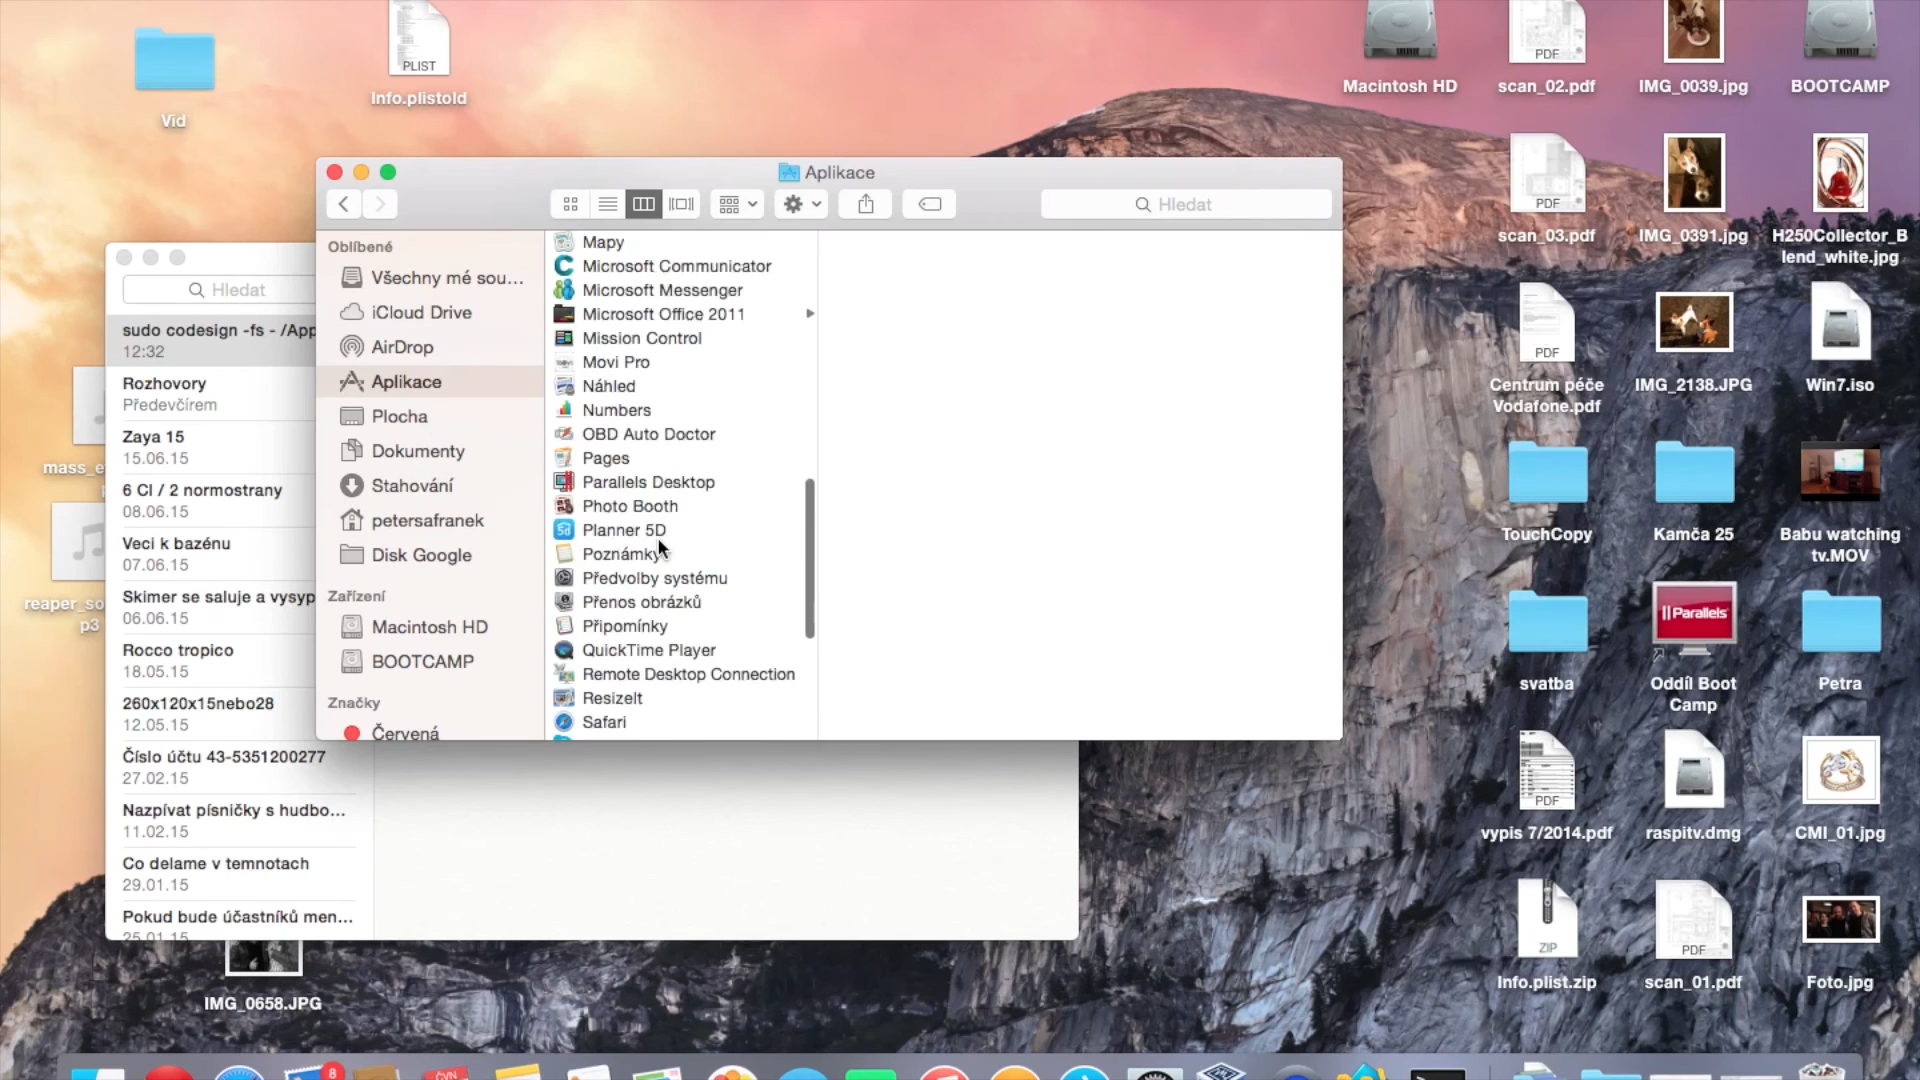 Vid
PLIST
Info.plistold
Macintosh HD
PDF
scan_02.pdf
IMG_0039.jpg
BOOTCAMP
Aplikace
Hledat
Oblíbené
Všechny mé sou...
iCloud Drive
AirDrop
Aplikace
Plocha
Dokumenty
Stahování
petersafranek
Disk Google
Zařízení
Macintosh HD
BOOTCAMP
Značky
Červená
Mapy
Microsoft Communicator
Microsoft Messenger
Microsoft Office 2011
Mission Control
Movi Pro
Náhled
Numbers
OBD Auto Doctor
Pages
Parallels Desktop
Photo Booth
Planner 5D
Poznámky
Předvolby systému
Přenos obrázků
Připomínky
QuickTime Player
Remote Desktop Connection
ResizeIt
Safari
Hledat
sudo codesign -fs - /App
12:32
Rozhovory
Předevčírem
Zaya 15
15.06.15
6 CI / 2 normostrany
08.06.15
Veci k bazénu
07.06.15
Skimer se saluje a vysyp
06.06.15
Rocco tropico
18.05.15
260x120x15nebo28
12.05.15
Číslo účtu 43-5351200277
27.02.15
Nazpívat písničky s hudbo...
11.02.15
Co delame v temnotach
29.01.15
Pokud bude účastníků men...
25.01.15
mass_e
reaper_so
p3
IMG_0658.JPG
PDF
scan_03.pdf
IMG_0391.jpg
H250Collector_B
lend_white.jpg
PDF
Centrum péče
Vodafone.pdf
IMG_2138.JPG
Win7.iso
TouchCopy
Kamča 25
Babu watching
tv.MOV
svatba
Parallels
Oddíl Boot
Camp
Petra
PDF
vypis 7/2014.pdf
raspitv.dmg
CMI_01.jpg
ZIP
Info.plist.zip
PDF
scan_01.pdf
Foto.jpg
8
ČVN